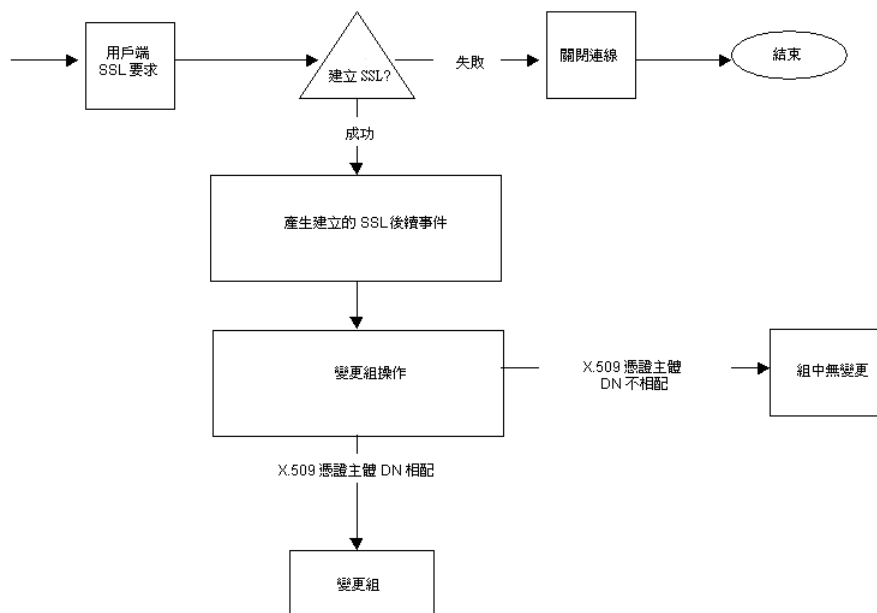 用戶端
SSL 要求
建立 SSL?
失敗
關閉連線
結束
成功
產生建立的 SSL 後續事件
變更組操作
X.509 憑證主體
DN 不相配
組中無變更
X.509 憑證主體 DN 相配
變更組